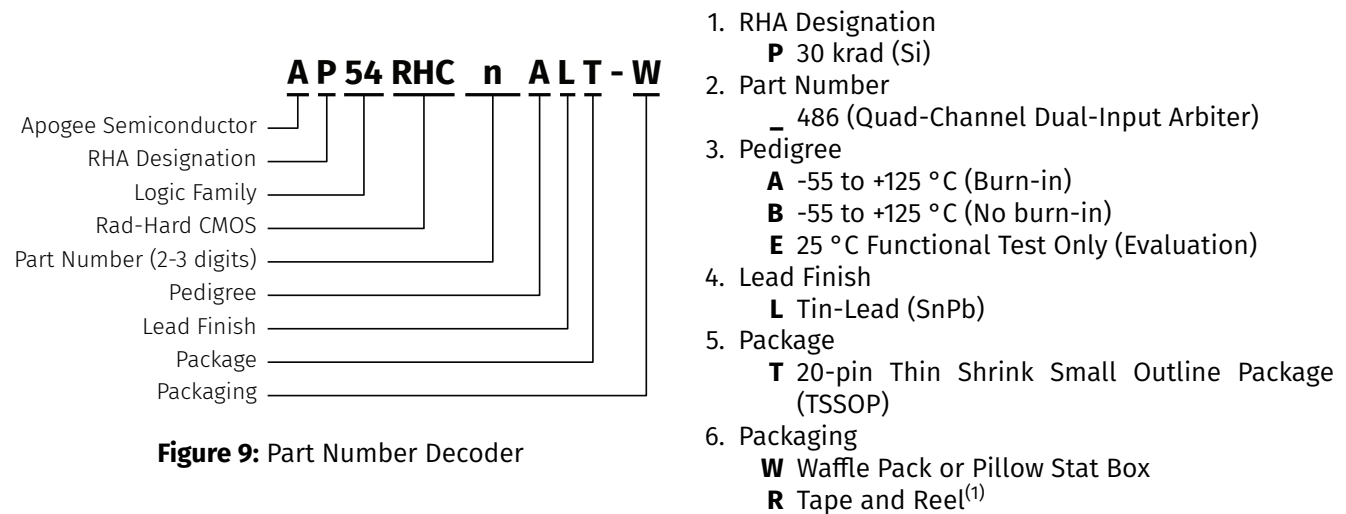 A P 54 RHC n A L T - W
Apogee Semiconductor
RHA Designation
Logic Family
Rad-Hard CMOS
Part Number (2-3 digits)
Pedigree
Lead Finish
Package
Packaging
Figure 9: Part Number Decoder
1. RHA Designation
P 30 krad (Si)
2. Part Number
_ 486 (Quad-Channel Dual-Input Arbiter)
3. Pedigree
A -55 to +125 °C (Burn-in)
B -55 to +125 °C (No burn-in)
E 25 °C Functional Test Only (Evaluation)
4. Lead Finish
L Tin-Lead (SnPb)
5. Package
T 20-pin Thin Shrink Small Outline Package
(TSSOP)
6. Packaging
W Waffle Pack or Pillow Stat Box
R Tape and Reel(1)